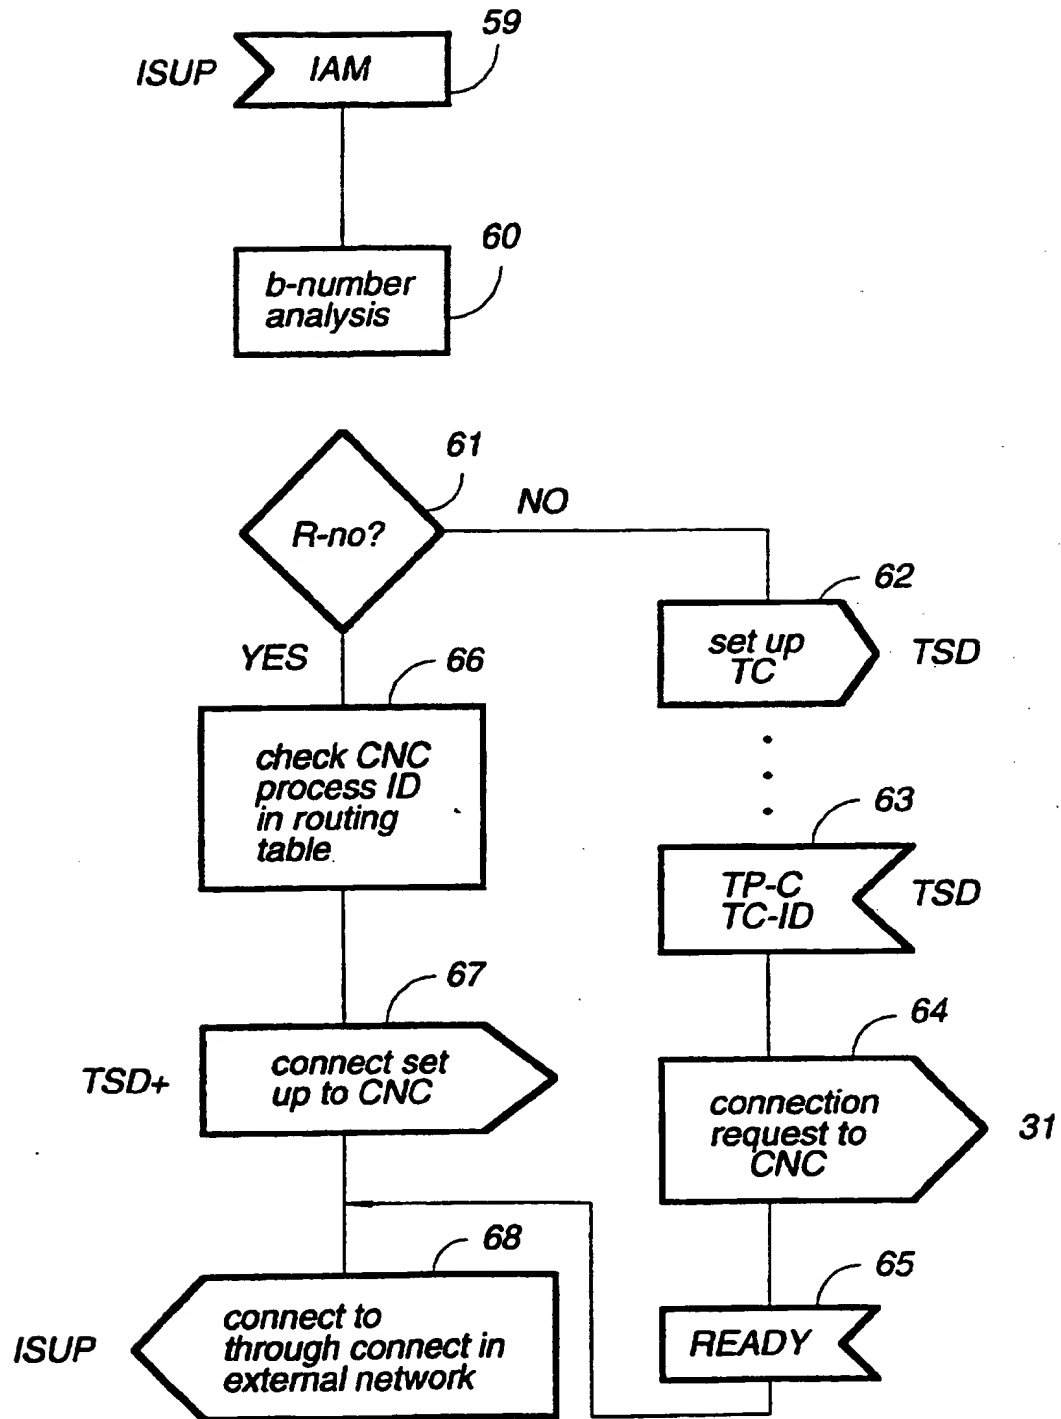 59
ISUP IAM
60
b-number
analysis
61
NO
R-no?
62
YES
66
set up
TC
TSD
check CNC
process ID
in routing
table
63
TP-C
TC-ID
TSD
67
64
connect set
up to CNC
TSD+
connection
request to
CNC
31
68
65
connect to
through connect in
external network
ISUP
READY